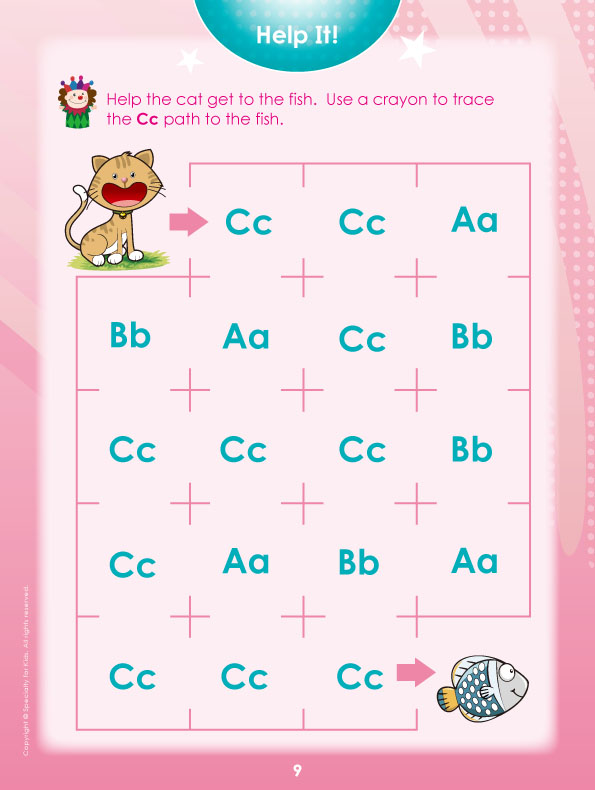 Help It!
Help the cat get to the fish. Use a crayon to trace
the Cc path to the fish.
Cc Cc Aa
Bb Aa Cc Bb
Cc Cc Cc Bb
Cc Aa Bb Aa
Cc Cc Cc
Copyright © Specialty for Kids. All rights reserved.
9